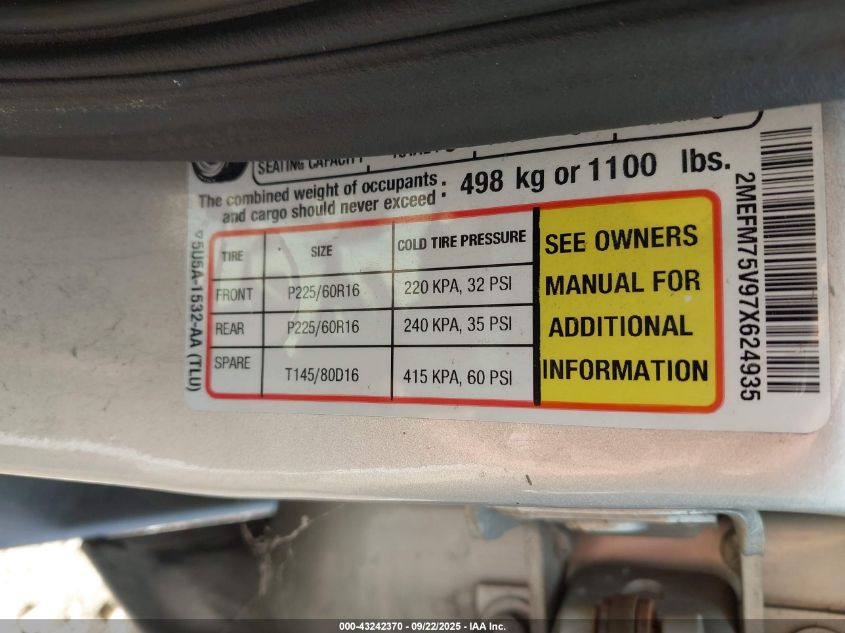 SEATING CAPACITY
The combined weight of occupants
and cargo should never exceed : 498 kg or 1100 lbs.
TIRE SIZE COLD TIRE PRESSURE
FRONT P225/60R16 220 KPA, 32 PSI
REAR P225/60R16 240 KPA, 35 PSI
SPARE T145/80D16 415 KPA, 60 PSI
SEE OWNERS
MANUAL FOR
ADDITIONAL
INFORMATION
5U5A-1532-AA (TLU)
2MEFM75V97X624935
000-43242370 - 09/22/2025 - IAA Inc.